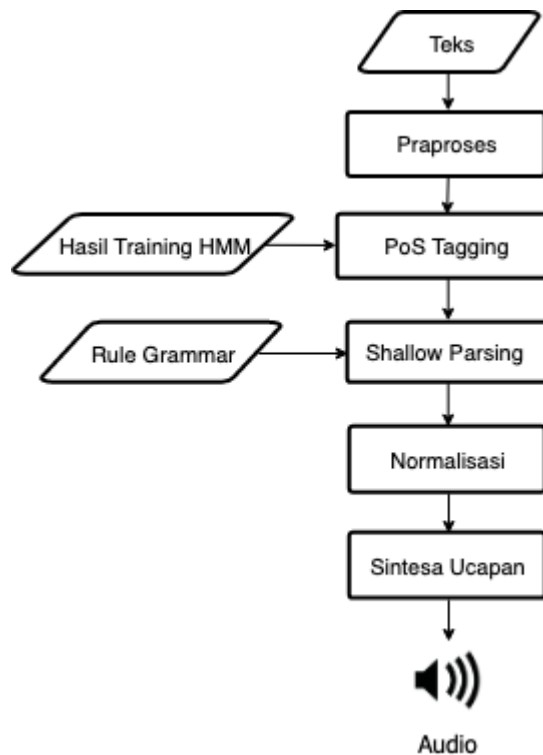 Teks
Praproses
Hasil Training HMM
PoS Tagging
Rule Grammar
Shallow Parsing
Normalisasi
Sintesa Ucapan
Audio